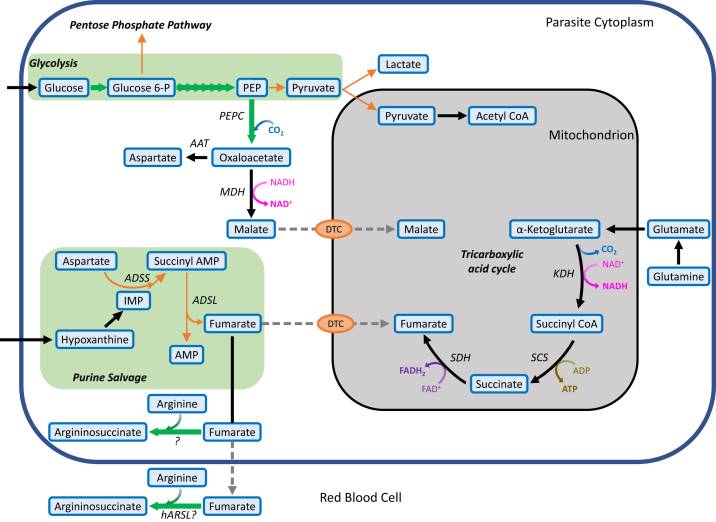 Pentose Phosphate Pathway
Parasite Cytoplasm
Glycolysis
Glucose
Glucose 6-P
PEP
Pyruvate
Lactate
Pyruvate
Acetyl CoA
Mitochondrion
PEPC
CO₂
AAT
Aspartate
Oxaloacetate
MDH
NADH
NAD⁺
Malate
DTC
Malate
α-Ketoglutarate
Glutamate
Tricarboxylic
acid cycle
CO₂
KDH
NAD⁺
NADH
Glutamine
Aspartate
Succinyl AMP
ADSS
IMP
ADSL
Hypoxanthine
Fumarate
AMP
Purine Salvage
DTC
Fumarate
Succinyl CoA
SDH
SCS
FADH₂
FAD⁺
ADP
ATP
Succinate
Arginine
Argininosuccinate
Fumarate
?
Arginine
Argininosuccinate
Fumarate
hARSL?
Red Blood Cell